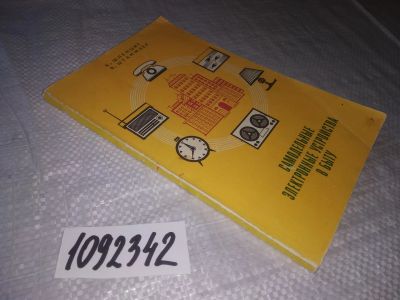 САМОДЕЛЬНЫЕ
ЭЛЕКТРОННЫЕ УСТРОЙСТВА
В БЫТУ
1092342